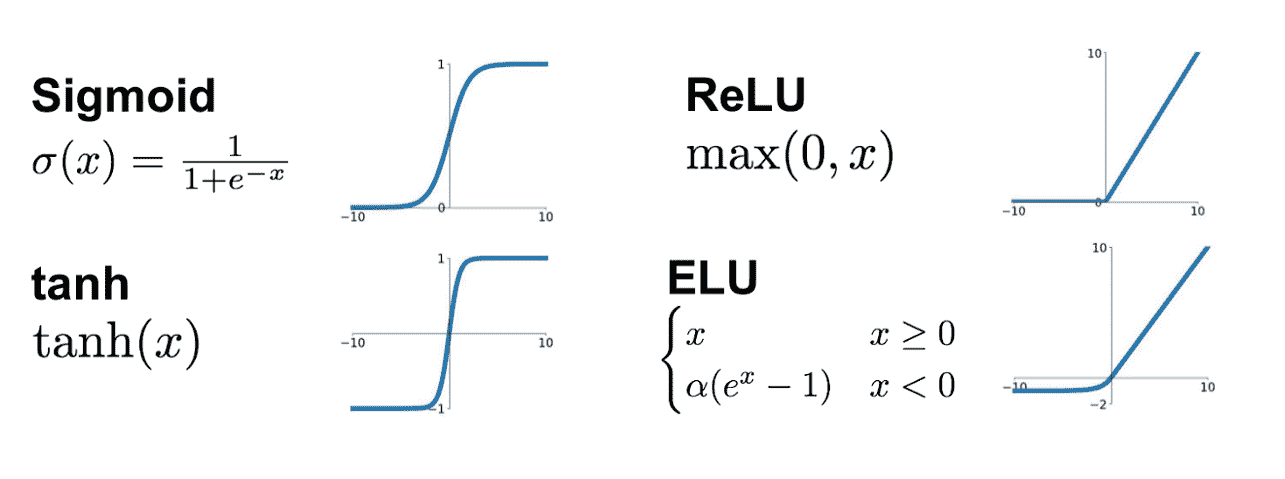 Sigmoid
σ(x) = 1/(1+e^{−x})
1
0
−10
10
tanh
tanh(x)
1
−10
10
−1
ReLU
max(0, x)
10
0
−10
10
ELU
{ x x ≥ 0
α(e^x − 1) x < 0
10
−10
10
−2